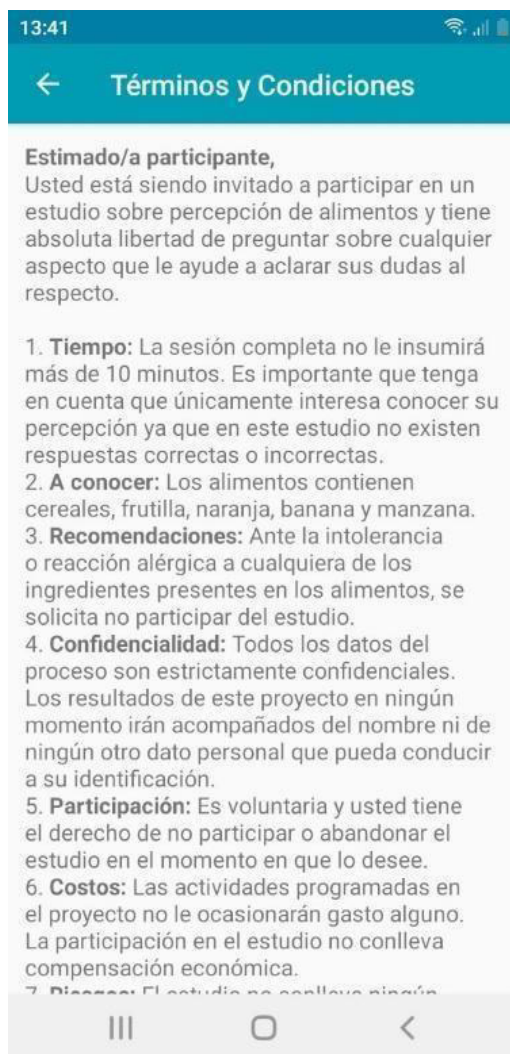 13:41
Términos y Condiciones
Estimado/a participante,
Usted está siendo invitado a participar en un
estudio sobre percepción de alimentos y tiene
absoluta libertad de preguntar sobre cualquier
aspecto que le ayude a aclarar sus dudas al
respecto.
1. Tiempo: La sesión completa no le insumirá
más de 10 minutos. Es importante que tenga
en cuenta que únicamente interesa conocer su
percepción ya que en este estudio no existen
respuestas correctas o incorrectas.
2. A conocer: Los alimentos contienen
cereales, frutilla, naranja, banana y manzana.
3. Recomendaciones: Ante la intolerancia
o reacción alérgica a cualquiera de los
ingredientes presentes en los alimentos, se
solicita no participar del estudio.
4. Confidencialidad: Todos los datos del
proceso son estrictamente confidenciales.
Los resultados de este proyecto en ningún
momento irán acompañados del nombre ni de
ningún otro dato personal que pueda conducir
a su identificación.
5. Participación: Es voluntaria y usted tiene
el derecho de no participar o abandonar el
estudio en el momento en que lo desee.
6. Costos: Las actividades programadas en
el proyecto no le ocasionarán gasto alguno.
La participación en el estudio no conlleva
compensación económica.
7. Riesgos: El estudio no conlleva ningún